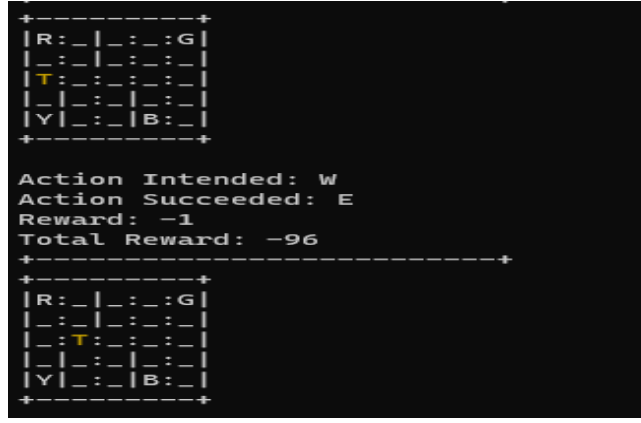 +---------+
|R:_|_:_:G|
|_:_|_:_:_|
|T:_:_:_:_|
|_|_:_|_:_|
|Y|_:_|B:_|
+---------+
Action Intended: W
Action Succeeded: E
Reward: -1
Total Reward: -96
+--------------------------+
+---------+
|R:_|_:_:G|
|_:_|_:_:_|
|_:T:_:_:_|
|_|_:_|_:_|
|Y|_:_|B:_|
+---------+